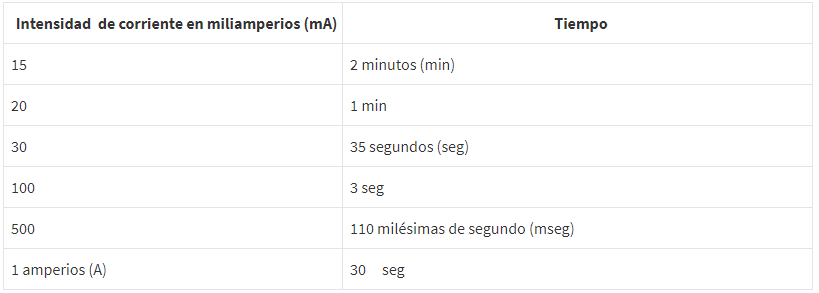 Intensidad de corriente en miliamperios (mA) Tiempo
15 2 minutos (min)
20 1 min
30 35 segundos (seg)
100 3 seg
500 110 milésimas de segundo (mseg)
1 amperios (A) 30 seg